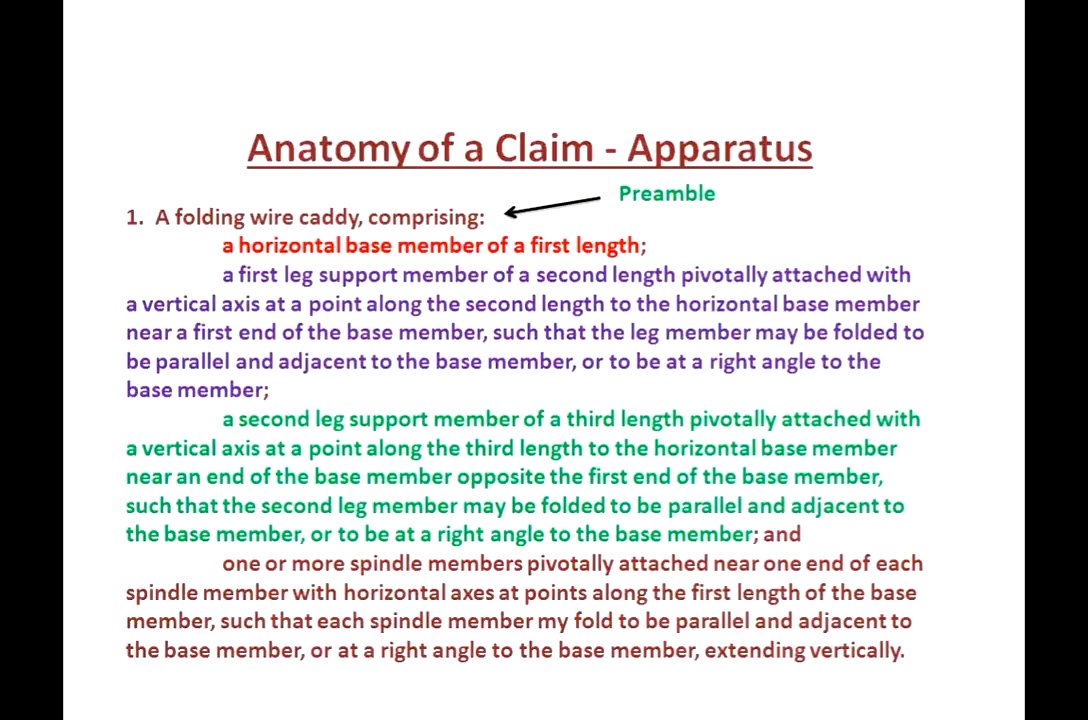 Anatomy of a Claim - Apparatus
Preamble
1. A folding wire caddy, comprising:
a horizontal base member of a first length;
a first leg support member of a second length pivotally attached with
a vertical axis at a point along the second length to the horizontal base member
near a first end of the base member, such that the leg member may be folded to
be parallel and adjacent to the base member, or to be at a right angle to the
base member;
a second leg support member of a third length pivotally attached with
a vertical axis at a point along the third length to the horizontal base member
near an end of the base member opposite the first end of the base member,
such that the second leg member may be folded to be parallel and adjacent to
the base member, or to be at a right angle to the base member; and
one or more spindle members pivotally attached near one end of each
spindle member with horizontal axes at points along the first length of the base
member, such that each spindle member my fold to be parallel and adjacent to
the base member, or at a right angle to the base member, extending vertically.